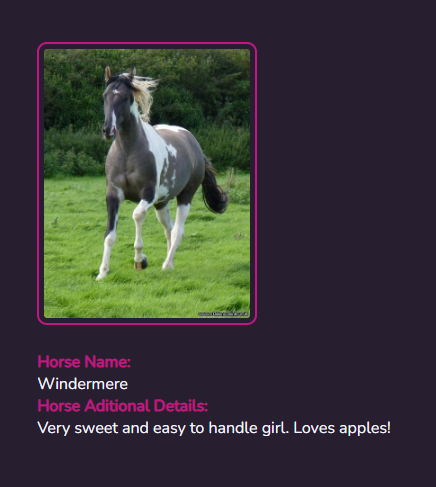 Horse Name:
Windermere
Horse Aditional Details:
Very sweet and easy to handle girl. Loves apples!